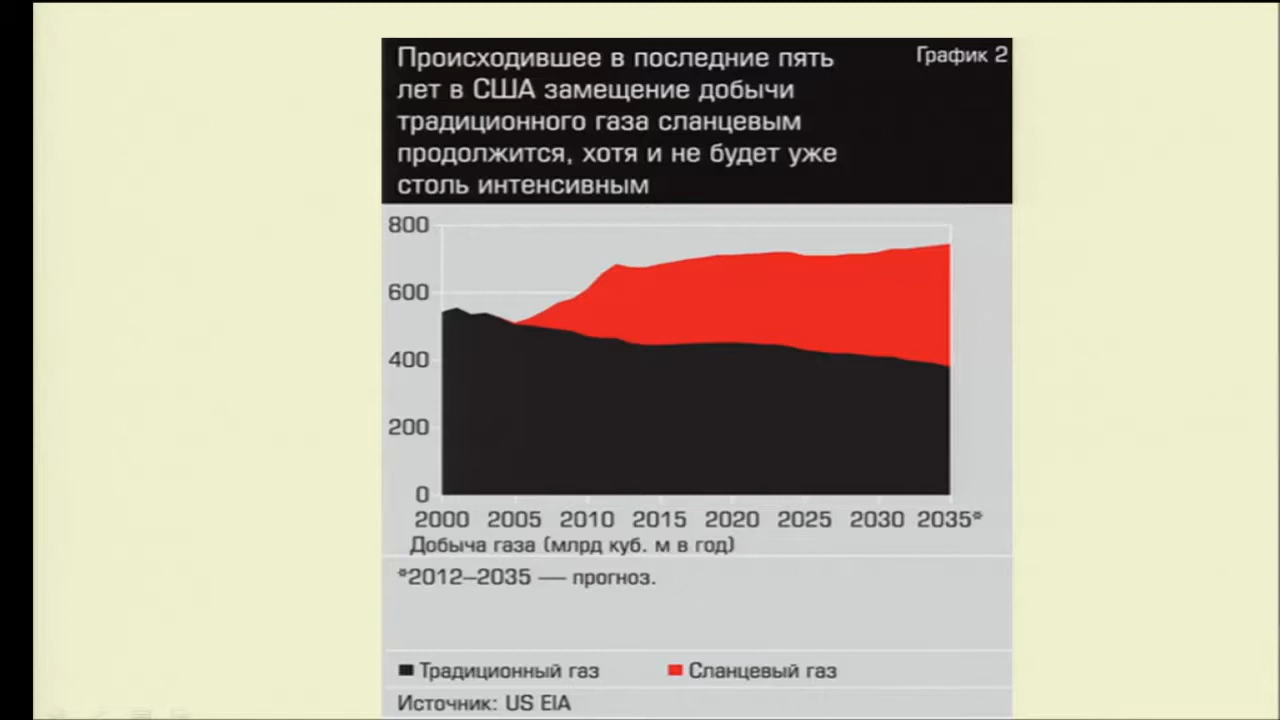 Происходившее в последние пять
График 2
лет в США замещение добычи
традиционного газа сланцевым
продолжится, хотя и не будет уже
столь интенсивным
800
600
400
200
0
2000 2005 2010 2015 2020 2025 2030 2035*
Добыча газа (млрд куб. м в год)
*2012–2035 — прогноз.
Традиционный газ
Сланцевый газ
Источник: US EIA